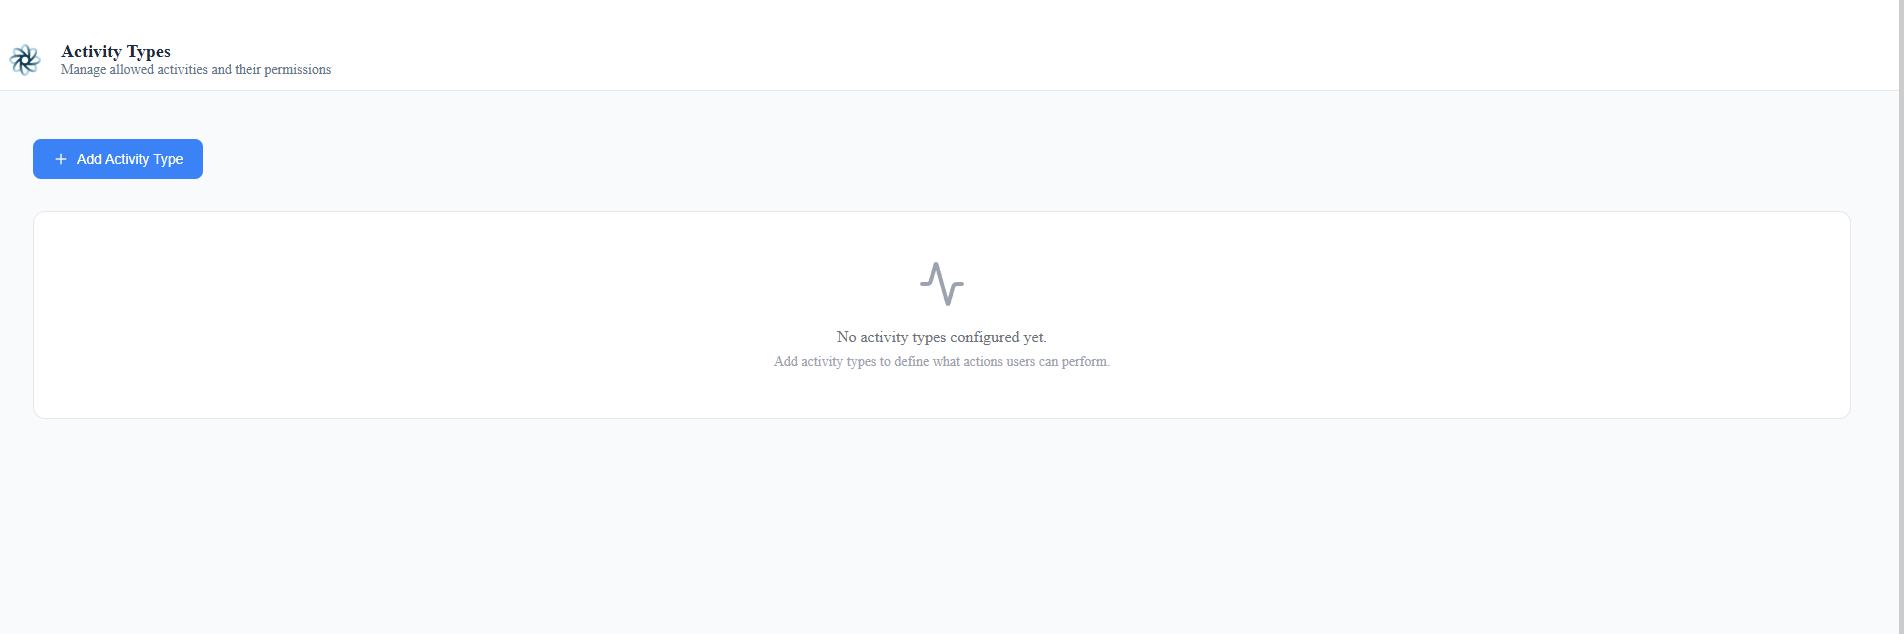 Activity Types
Manage allowed activities and their permissions
Add Activity Type
No activity types configured yet.
Add activity types to define what actions users can perform.